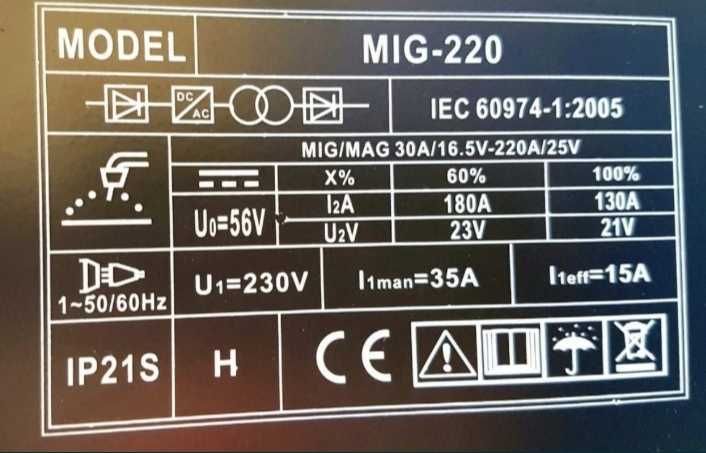 MODEL MIG-220
DC AC IEC 60974-1:2005
MIG/MAG 30A/16.5V-220A/25V
X% 60% 100%
U0=56V I2A 180A 130A
U2V 23V 21V
1~50/60Hz U1=230V I1man=35A I1eff=15A
IP21S H CE